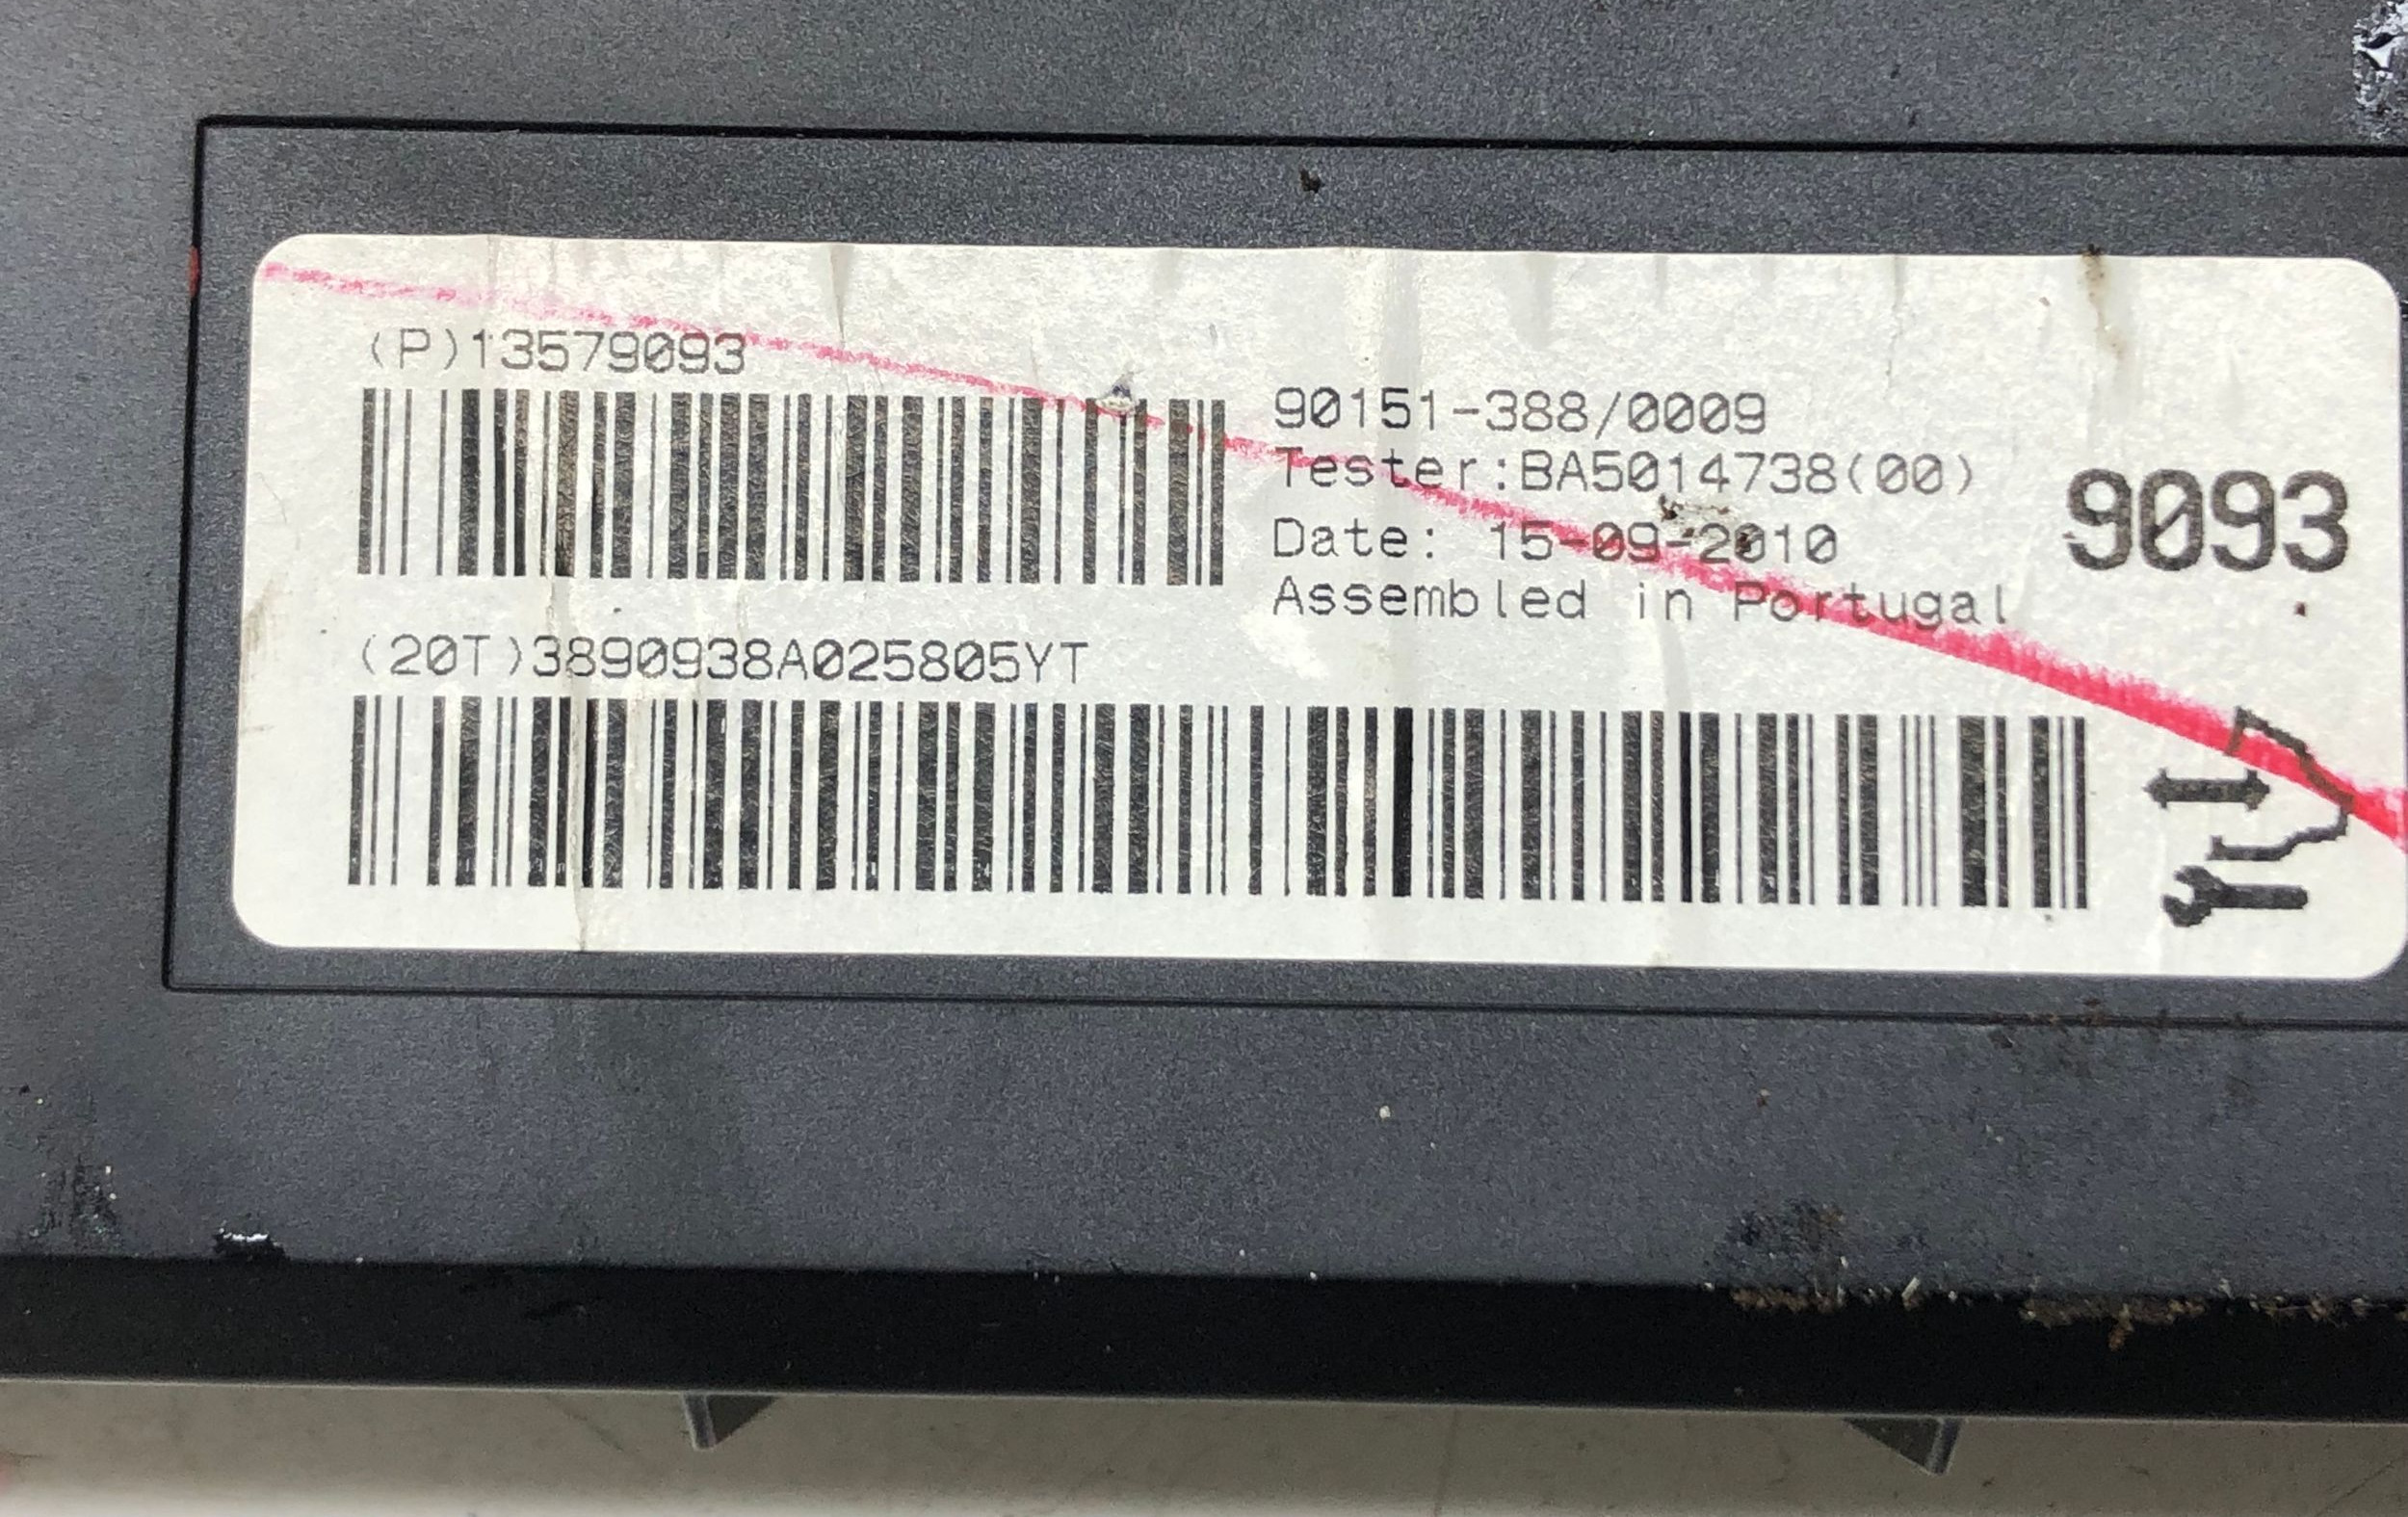 (P)13579093
90151-388/0009
Tester:BA5014738(00)
Date: 15-09-2010
Assembled in Portugal
9093
(20T)3890938A025805YT